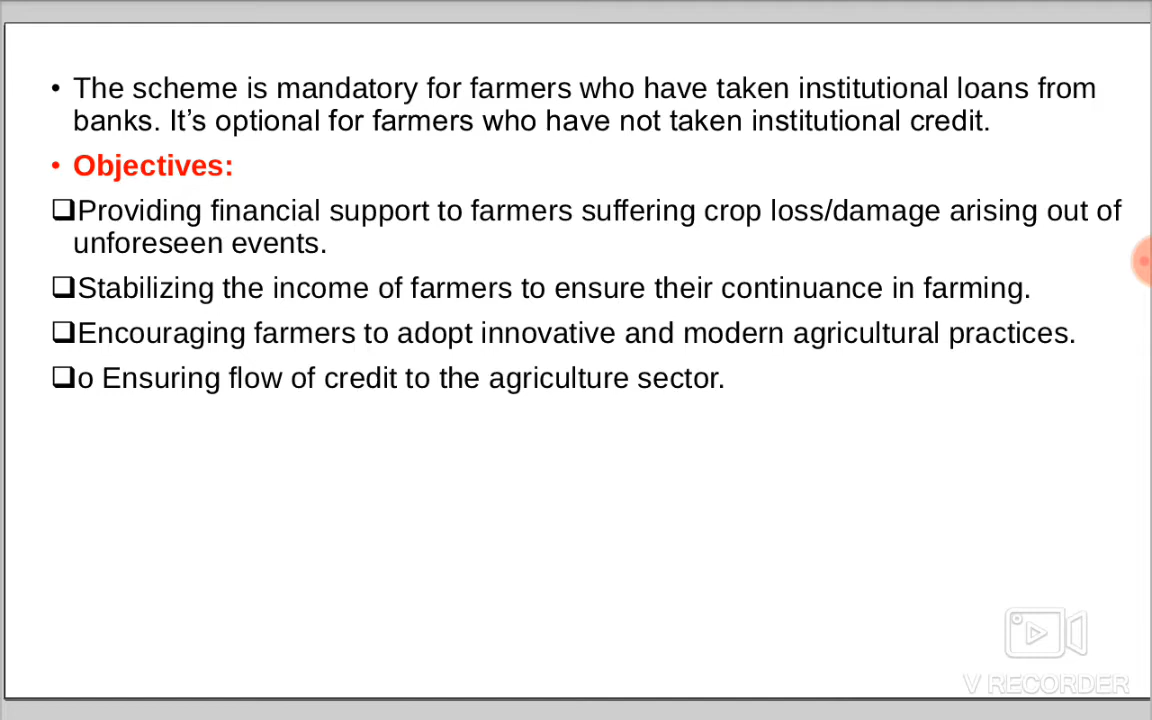 • The scheme is mandatory for farmers who have taken institutional loans from
banks. It’s optional for farmers who have not taken institutional credit.
• Objectives:
❑Providing financial support to farmers suffering crop loss/damage arising out of
unforeseen events.
❑Stabilizing the income of farmers to ensure their continuance in farming.
❑Encouraging farmers to adopt innovative and modern agricultural practices.
❑o Ensuring flow of credit to the agriculture sector.
V RECORDER